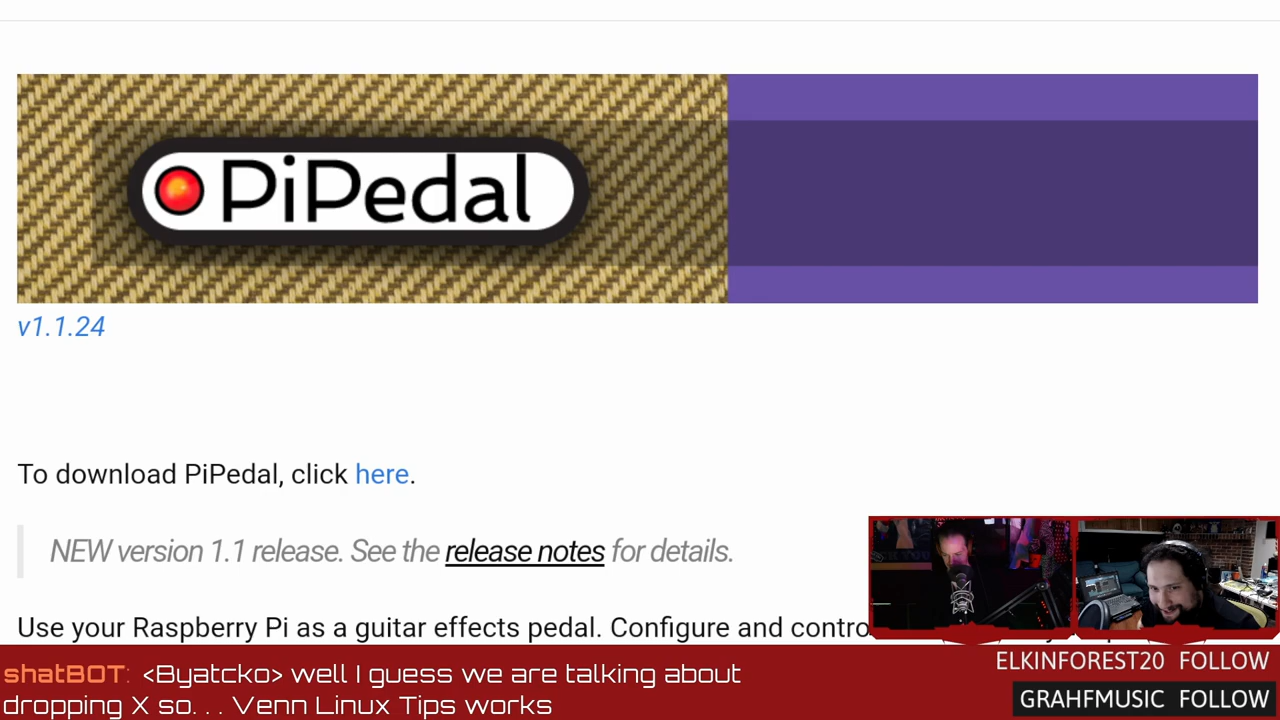 PiPedal
v1.1.24
To download PiPedal, click here.
NEW version 1.1 release. See the release notes for details.
Use your Raspberry Pi as a guitar effects pedal. Configure and contro
shatBOT: <Byatcko> well I guess we are talking about
dropping X so. . . Venn Linux Tips works
ELKINFOREST20 FOLLOW
GRAHFMUSIC FOLLOW